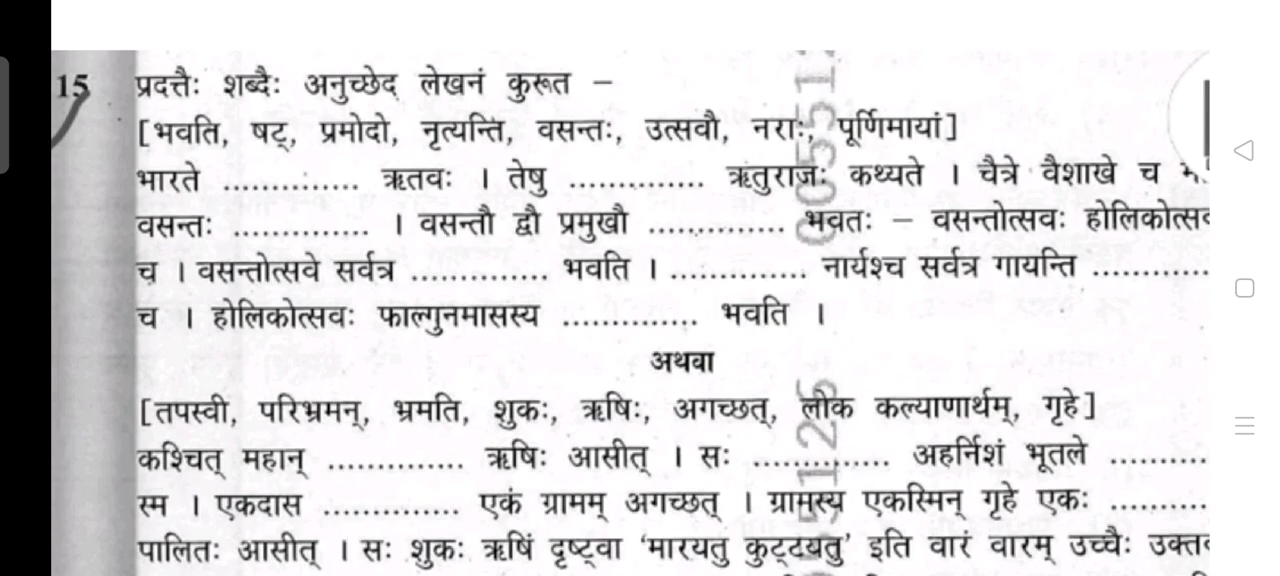 15 प्रदत्तैः शब्दैः अनुच्छेद लेखनं कुरूत –
[भवति, षट्, प्रमोदो, नृत्यन्ति, वसन्तः, उत्सवौ, नराः, पूर्णिमायां]
भारते .............. ऋतवः । तेषु .............. ऋतुराजः कथ्यते । चैत्रे वैशाखे च
वसन्तः .............. । वसन्तौ द्वौ प्रमुखौ .............. भवतः – वसन्तोत्सवः होलिकोत्सव
च । वसन्तोत्सवे सर्वत्र .............. भवति । .............. नार्यश्च सर्वत्र गायन्ति ............
च । होलिकोत्सवः फाल्गुनमासस्य .............. भवति ।
अथवा
[तपस्वी, परिभ्रमन्, भ्रमति, शुकः, ऋषिः, अगच्छत्, लोक कल्याणार्थम्, गृहे]
कश्चित् महान् .............. ऋषिः आसीत् । सः .............. अहर्निशं भूतले ..........
स्म । एकदास .............. एकं ग्रामम् अगच्छत् । ग्रामस्य एकस्मिन् गृहे एकः ..........
पालितः आसीत् । सः शुकः ऋषिं दृष्ट्वा 'मारयतु कुट्टयतु' इति वारं वारम् उच्चैः